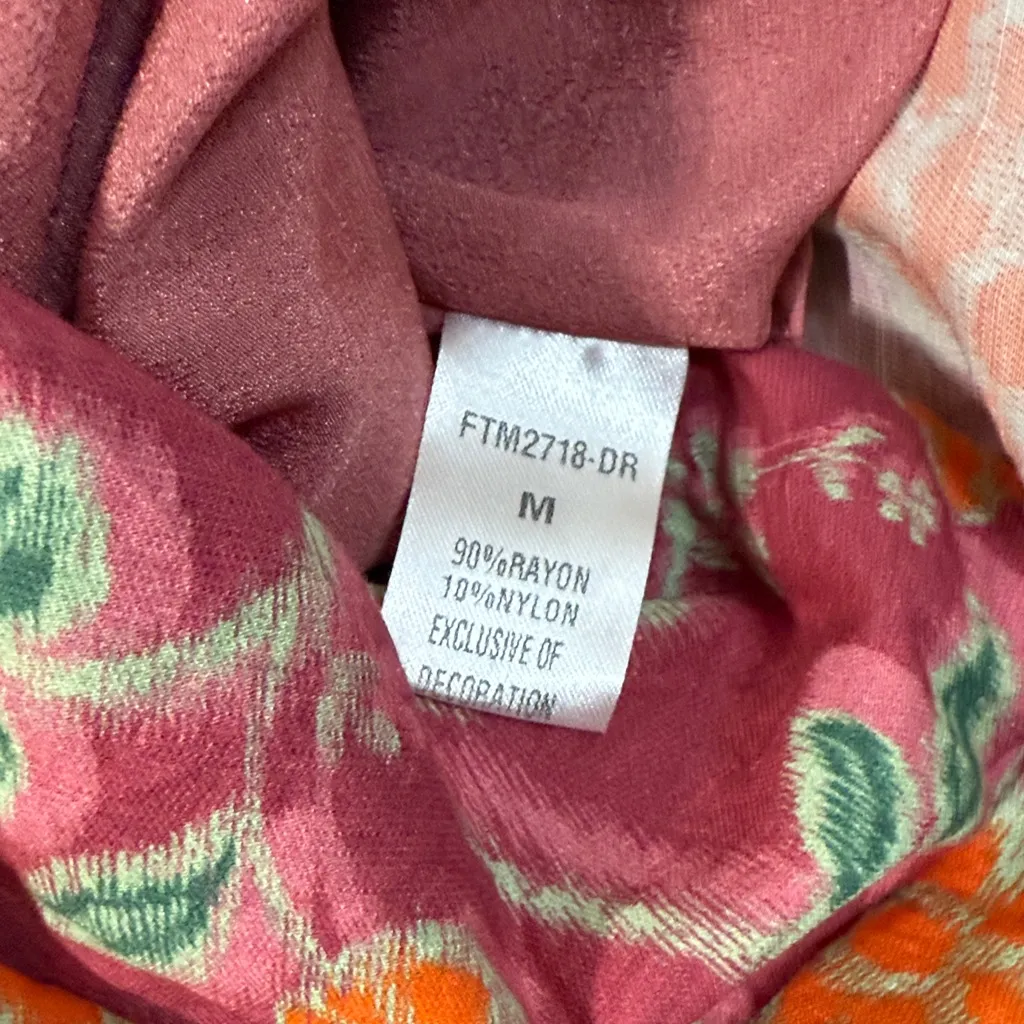 FTM2718-DR
M
90%RAYON
10%NYLON
EXCLUSIVE OF
DECORATION